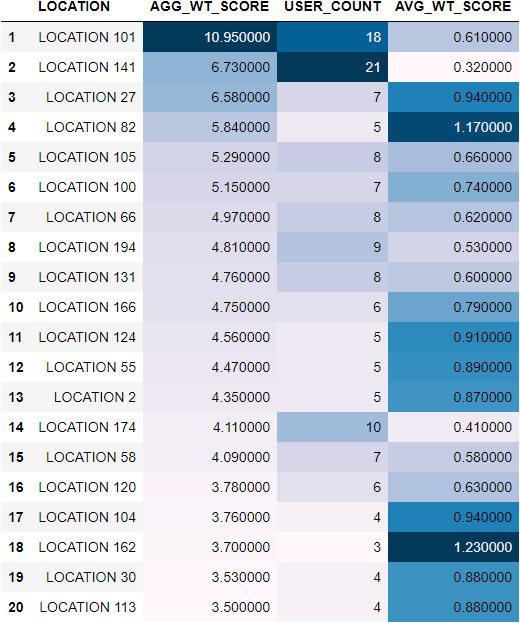 LOCATION AGG_WT_SCORE USER_COUNT AVG_WT_SCORE
1 LOCATION 101 10.950000 18 0.610000
2 LOCATION 141 6.730000 21 0.320000
3 LOCATION 27 6.580000 7 0.940000
4 LOCATION 82 5.840000 5 1.170000
5 LOCATION 105 5.290000 8 0.660000
6 LOCATION 100 5.150000 7 0.740000
7 LOCATION 66 4.970000 8 0.620000
8 LOCATION 194 4.810000 9 0.530000
9 LOCATION 131 4.760000 8 0.600000
10 LOCATION 166 4.750000 6 0.790000
11 LOCATION 124 4.560000 5 0.910000
12 LOCATION 55 4.470000 5 0.890000
13 LOCATION 2 4.350000 5 0.870000
14 LOCATION 174 4.110000 10 0.410000
15 LOCATION 58 4.090000 7 0.580000
16 LOCATION 120 3.780000 6 0.630000
17 LOCATION 104 3.760000 4 0.940000
18 LOCATION 162 3.700000 3 1.230000
19 LOCATION 30 3.530000 4 0.880000
20 LOCATION 113 3.500000 4 0.880000